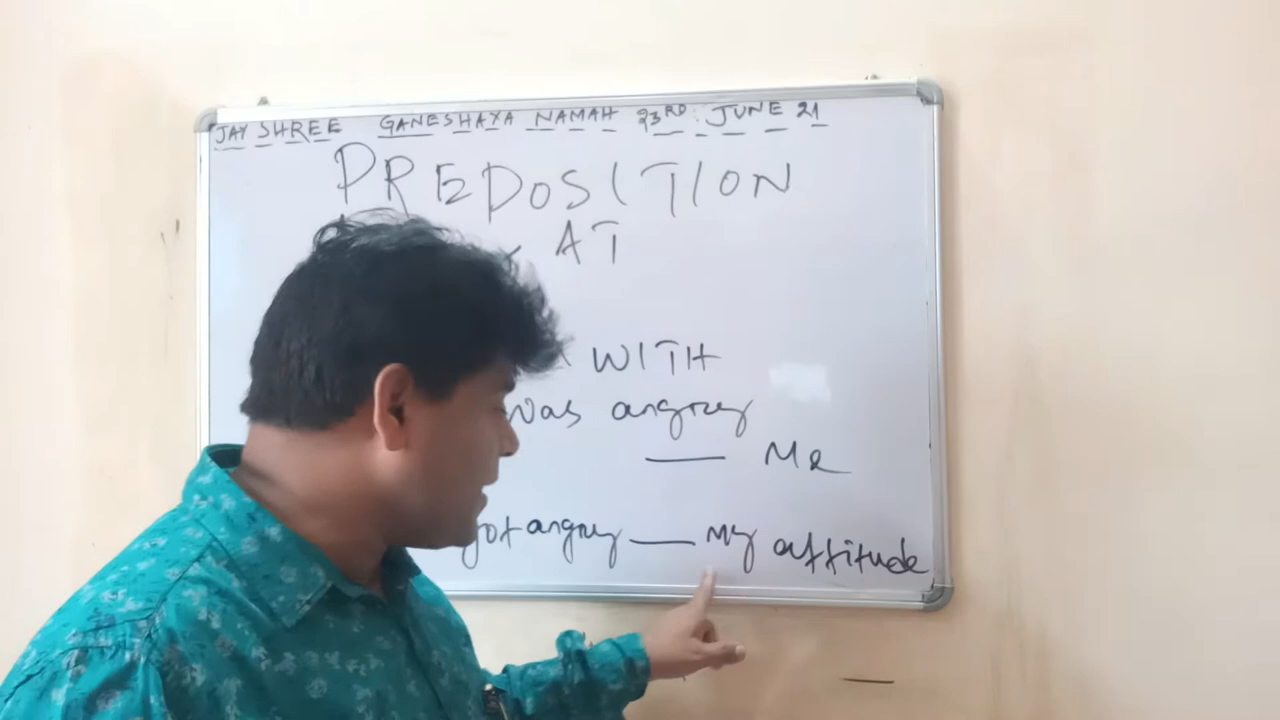 JAY SHREE GANESHAYA NAMAH 23RD JUNE 21
PREPOSITION
AT
WITH
was angry
—— Me
got angry —— My attitude